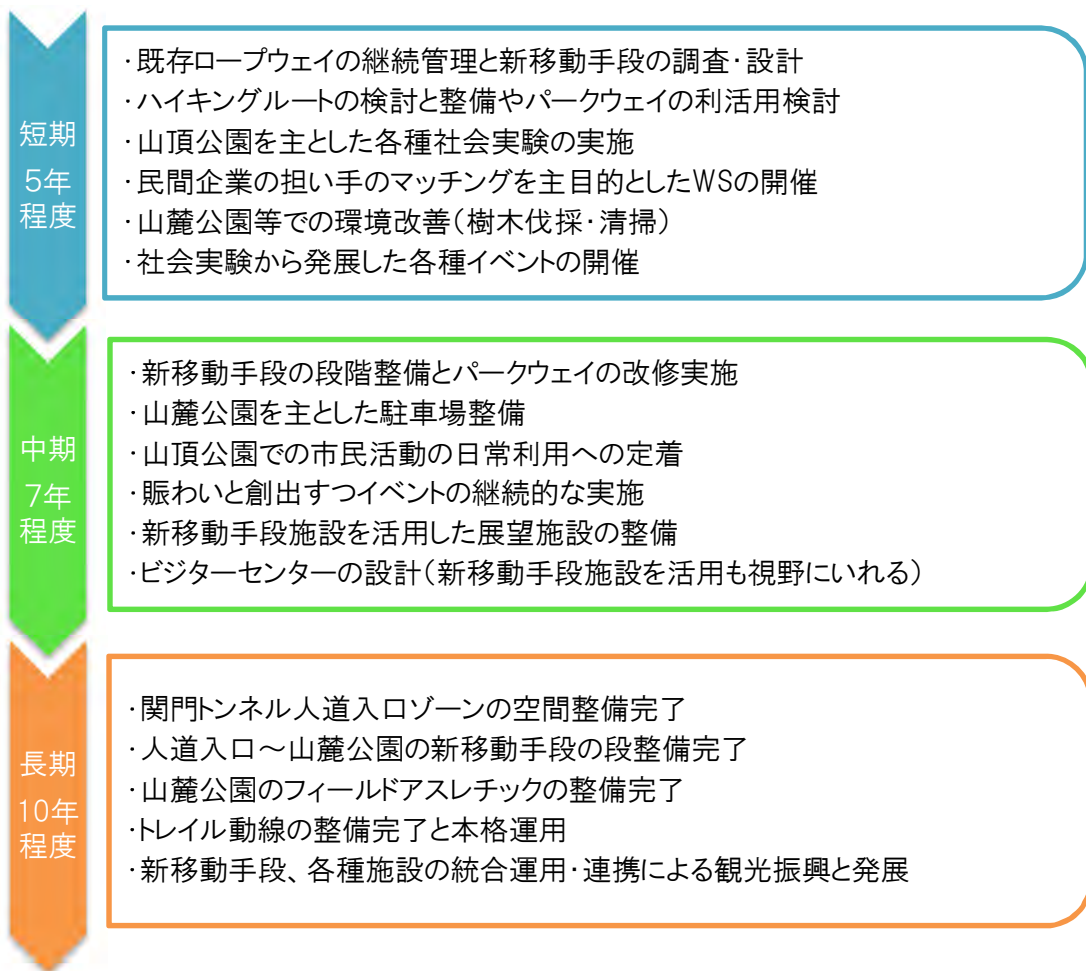 短期
5年
程度
・既存ロープウェイの継続管理と新移動手段の調査・設計
・ハイキングルートの検討と整備やパークウェイの利活用検討
・山頂公園を主とした各種社会実験の実施
・民間企業の担い手のマッチングを主目的としたWSの開催
・山麓公園等での環境改善(樹木伐採・清掃)
・社会実験から発展した各種イベントの開催
中期
7年
程度
・新移動手段の段階整備とパークウェイの改修実施
・山麓公園を主とした駐車場整備
・山頂公園での市民活動の日常利用への定着
・賑わいと創出すつイベントの継続的な実施
・新移動手段施設を活用した展望施設の整備
・ビジターセンターの設計(新移動手段施設を活用も視野にいれる)
長期
10年
程度
・関門トンネル人道入口ゾーンの空間整備完了
・人道入口～山麓公園の新移動手段の段整備完了
・山麓公園のフィールドアスレチックの整備完了
・トレイル動線の整備完了と本格運用
・新移動手段、各種施設の統合運用・連携による観光振興と発展